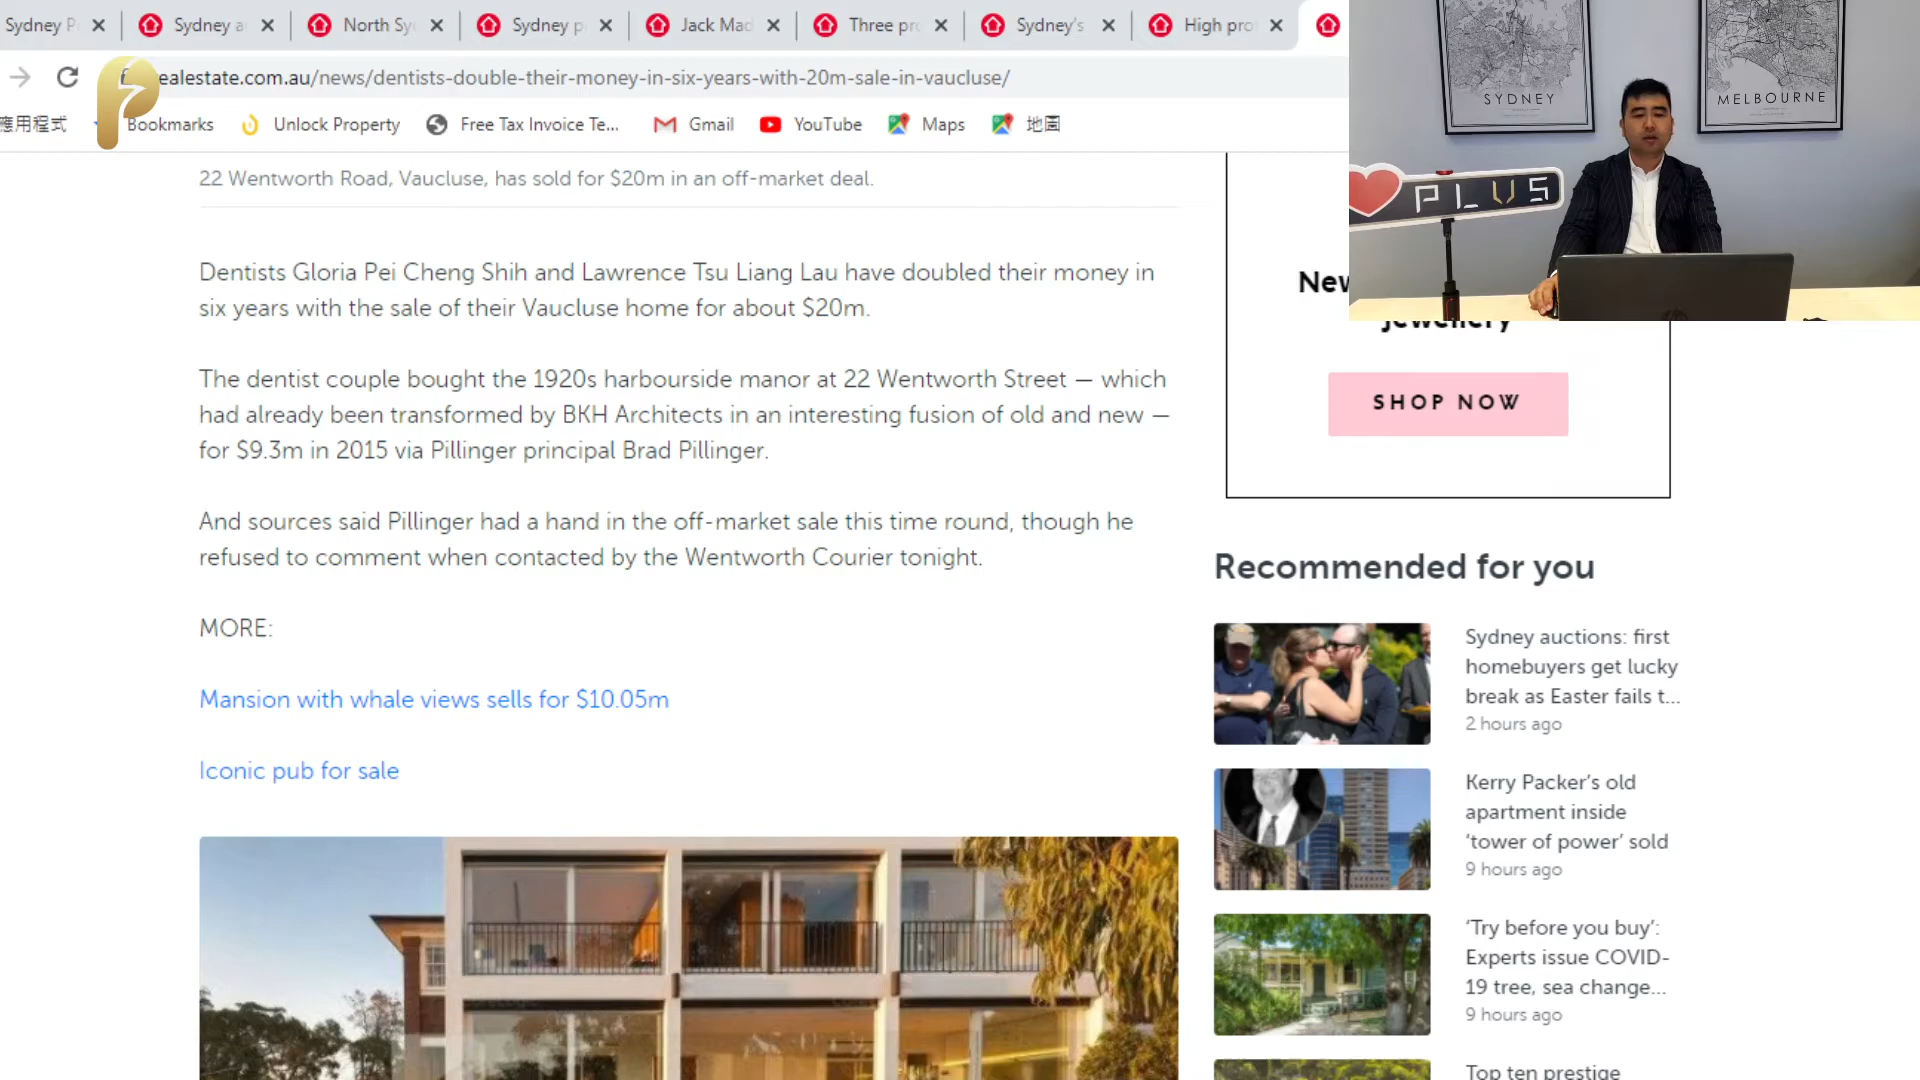 Sydney P
Sydney a
North Sy
Sydney p
Jack Mad
Three pro
Sydney's
High pro
realestate.com.au/news/dentists-double-their-money-in-six-years-with-20m-sale-in-vaucluse/
應用程式
Bookmarks
Unlock Property
Free Tax Invoice Te...
Gmail
YouTube
Maps
地圖
SYDNEY
MELBOURNE
PLUS
22 Wentworth Road, Vaucluse, has sold for $20m in an off-market deal.
Dentists Gloria Pei Cheng Shih and Lawrence Tsu Liang Lau have doubled their money in
six years with the sale of their Vaucluse home for about $20m.
The dentist couple bought the 1920s harbourside manor at 22 Wentworth Street — which
had already been transformed by BKH Architects in an interesting fusion of old and new —
for $9.3m in 2015 via Pillinger principal Brad Pillinger.
And sources said Pillinger had a hand in the off-market sale this time round, though he
refused to comment when contacted by the Wentworth Courier tonight.
MORE:
Mansion with whale views sells for $10.05m
Iconic pub for sale
New
jewellery
SHOP NOW
Recommended for you
Sydney auctions: first
homebuyers get lucky
break as Easter fails t...
2 hours ago
Kerry Packer's old
apartment inside
'tower of power' sold
9 hours ago
'Try before you buy':
Experts issue COVID-
19 tree, sea change...
9 hours ago
Top ten prestige